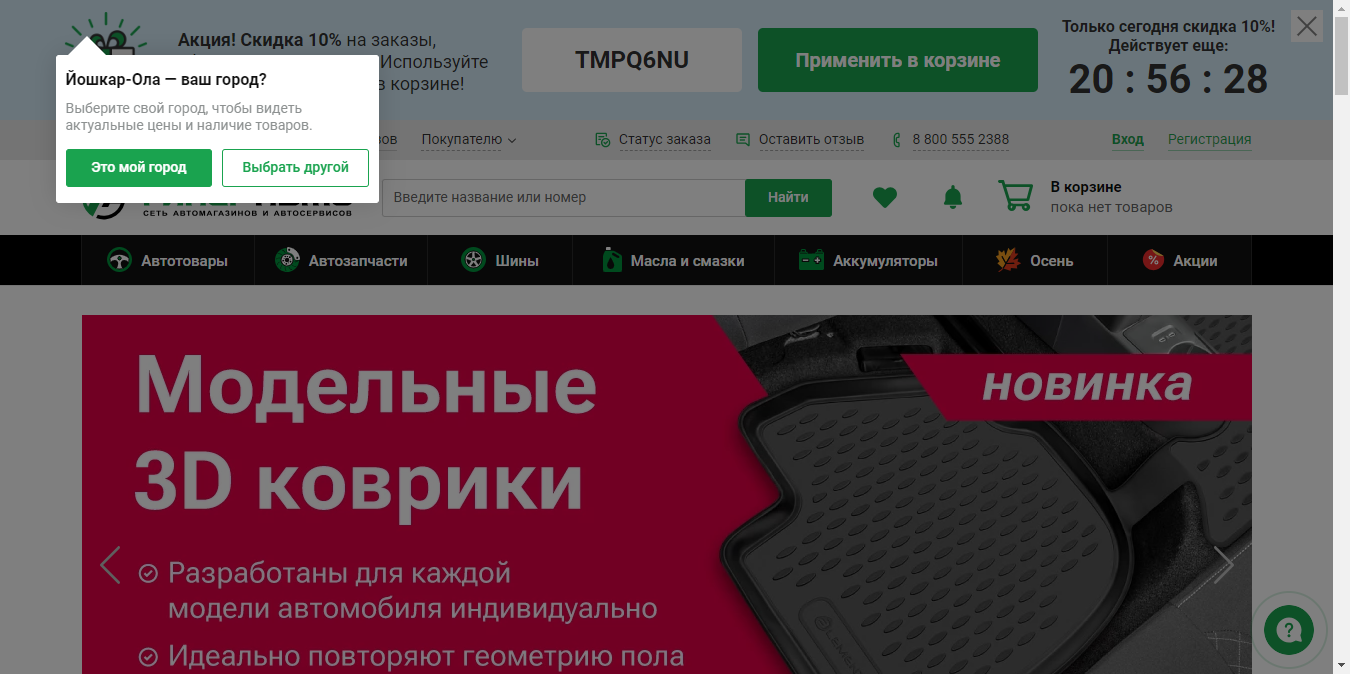 Акция! Скидка 10% на заказы,
Используйте
в корзине!
TMPQ6NU
Применить в корзине
Только сегодня скидка 10%!
Действует еще:
20 : 56 : 28
Йошкар-Ола — ваш город?
Выберите свой город, чтобы видеть
актуальные цены и наличие товаров.
Это мой город
Выбрать другой
Покупателю
Статус заказа
Оставить отзыв
8 800 555 2388
Вход
Регистрация
СЕТЬ АВТОМАГАЗИНОВ И АВТОСЕРВИСОВ
Введите название или номер
Найти
В корзине
пока нет товаров
Автотовары
Автозапчасти
Шины
Масла и смазки
Аккумуляторы
Осень
Акции
Модельные
3D коврики
новинка
Разработаны для каждой
модели автомобиля индивидуально
Идеально повторяют геометрию пола